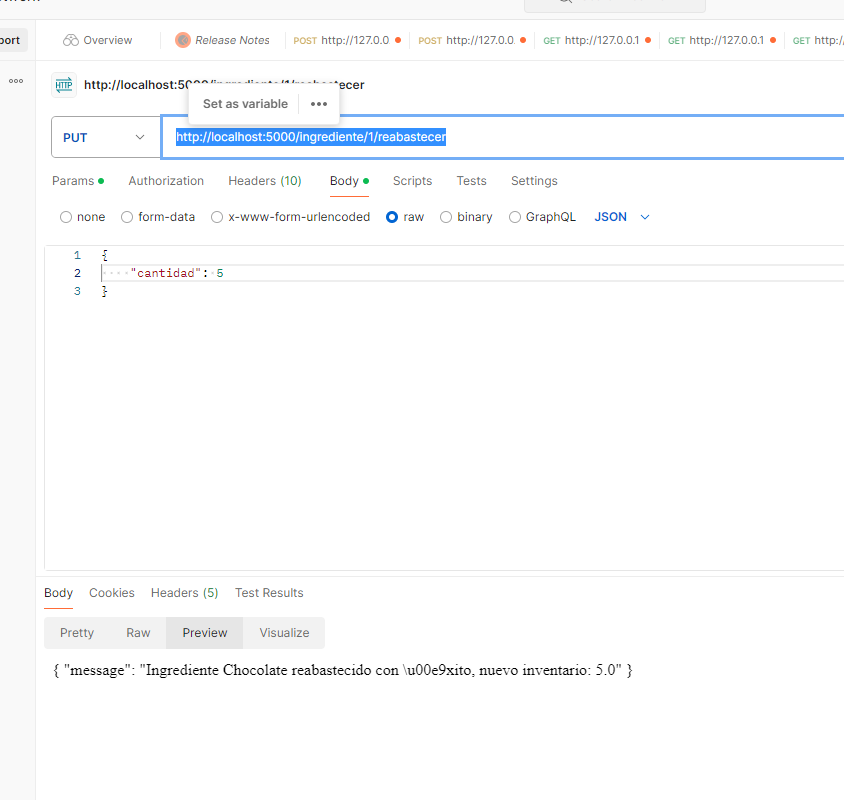 port
Overview
Release Notes
POST http://127.0.0
POST http://127.0.0
GET http://127.0.0.1
GET http://127.0.0.1
GET http:/
HTTP
http://localhost:5000/ingrediente/1/reabastecer
Set as variable
PUT
http://localhost:5000/ingrediente/1/reabastecer
Params
Authorization
Headers (10)
Body
Scripts
Tests
Settings
none
form-data
x-www-form-urlencoded
raw
binary
GraphQL
JSON
1 {
2 "cantidad": 5
3 }
Body
Cookies
Headers (5)
Test Results
Pretty
Raw
Preview
Visualize
{ "message": "Ingrediente Chocolate reabastecido con \u00e9xito, nuevo inventario: 5.0" }